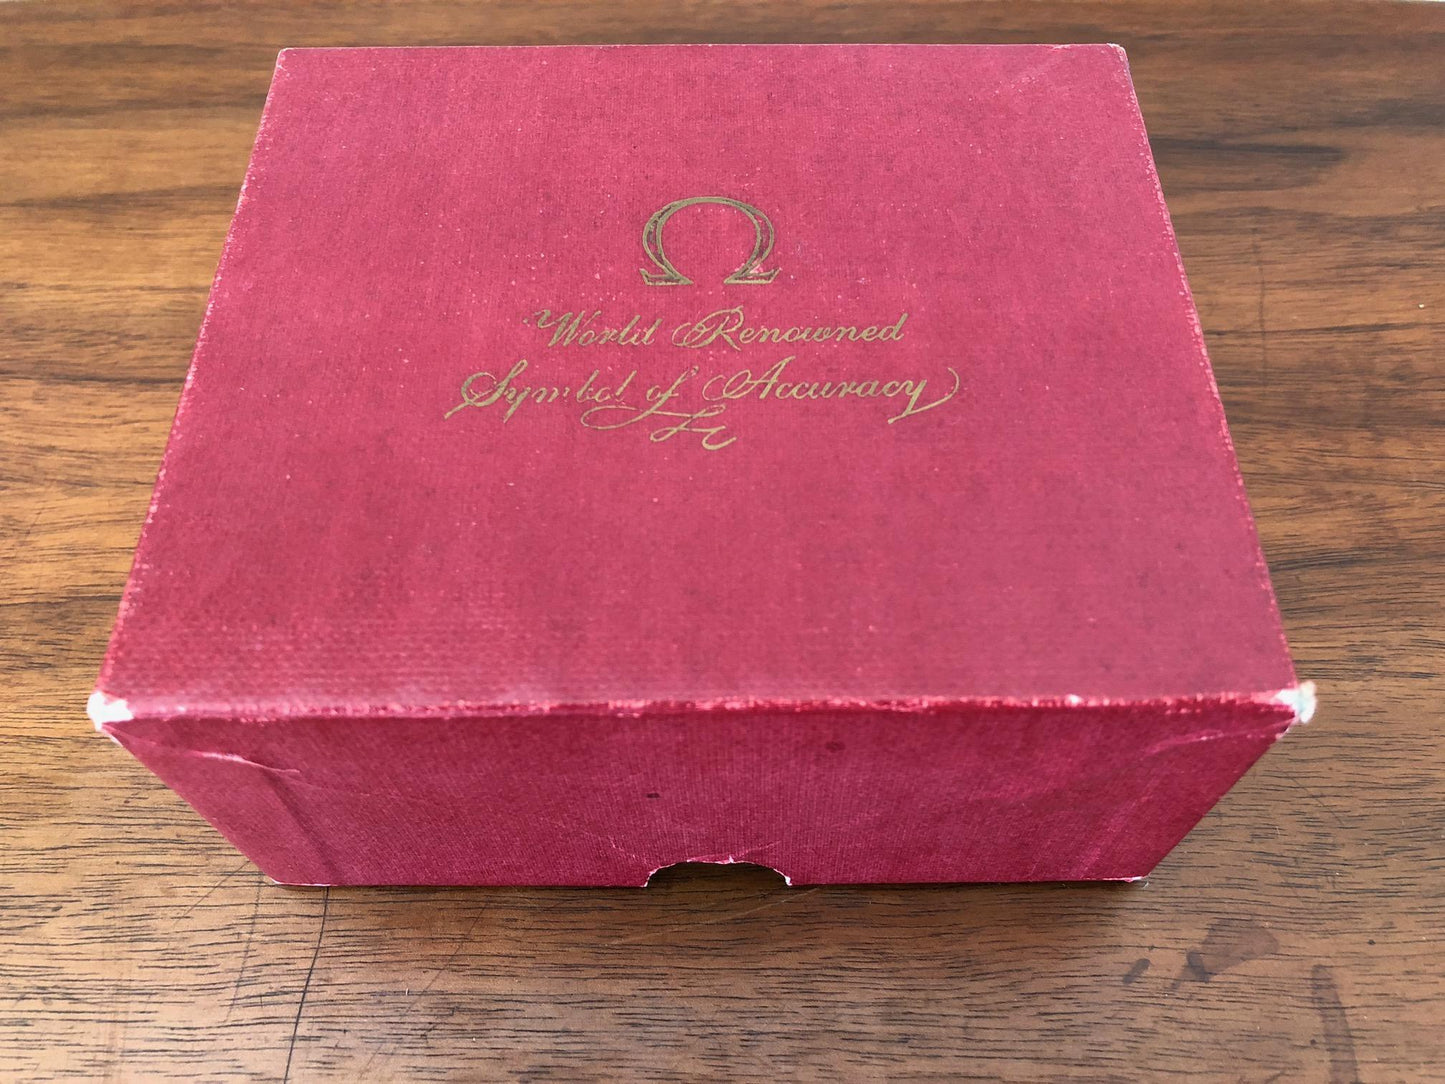 Ω
World Renowned
Symbol of Accuracy